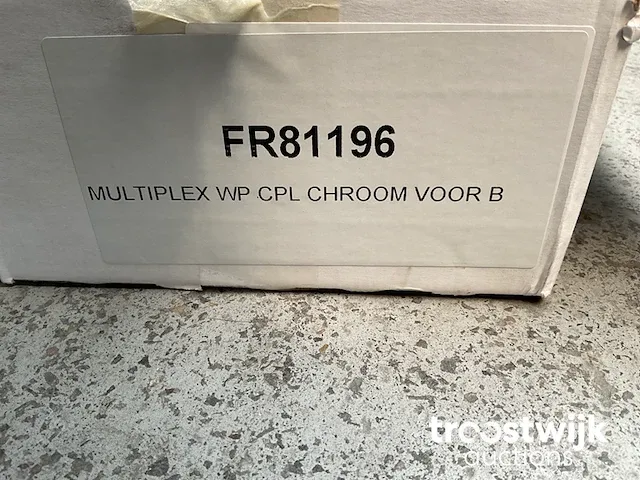 FR81196
MULTIPLEX WP CPL CHROOM VOOR B
troostwijk
auctions